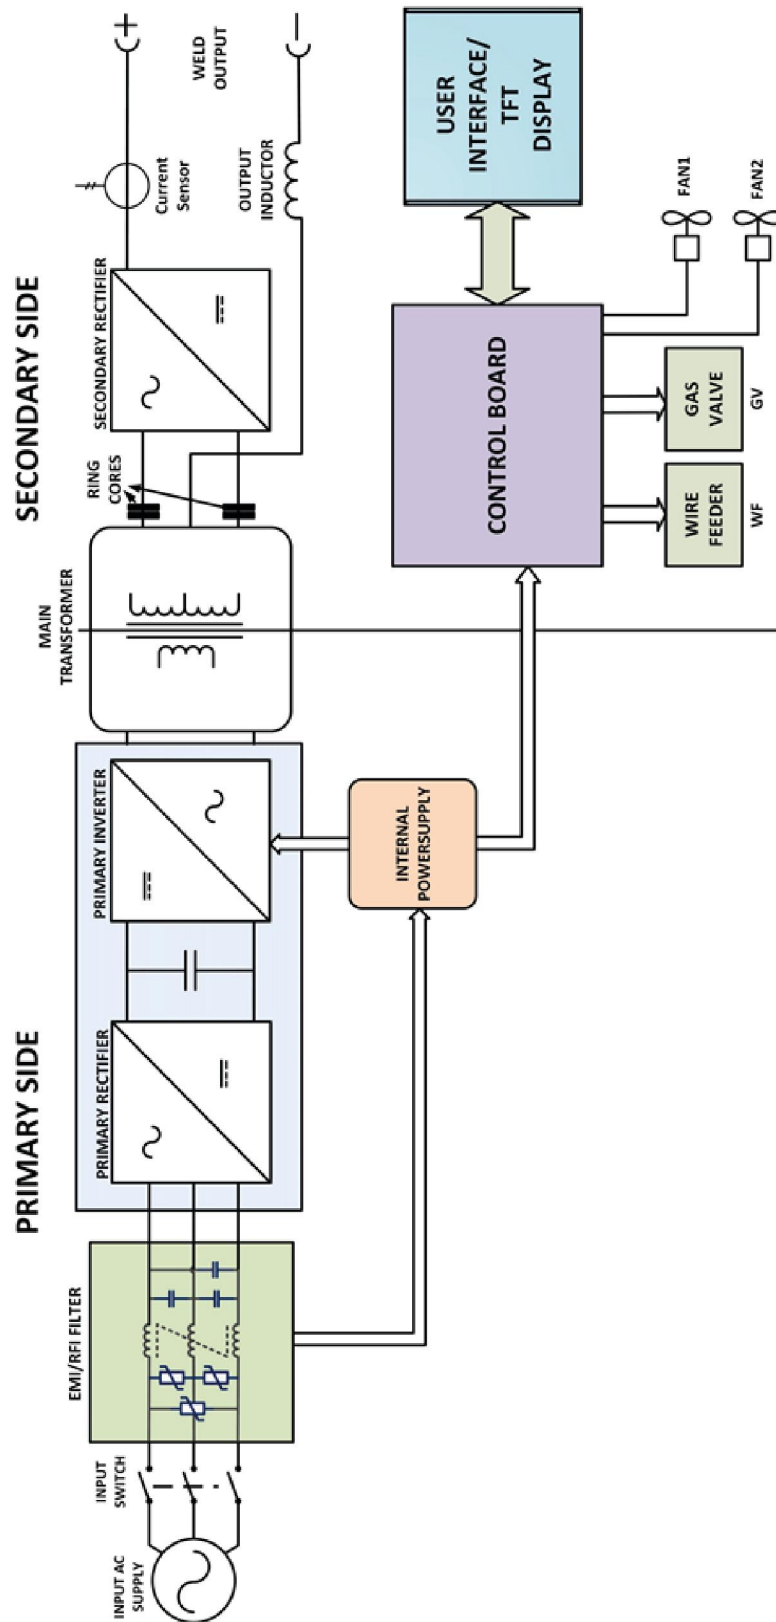 PRIMARY SIDE
SECONDARY SIDE
INPUT AC
SUPPLY
INPUT
SWITCH
EMI/RFI FILTER
PRIMARY RECTIFIER
PRIMARY INVERTER
MAIN
TRANSFORMER
RING
CORES
SECONDARY RECTIFIER
Current
Sensor
+
WELD
OUTPUT
−
OUTPUT
INDUCTOR
INTERNAL
POWERSUPPLY
CONTROL BOARD
USER
INTERFACE/
TFT
DISPLAY
WIRE
FEEDER
WF
GAS
VALVE
GV
FAN1
FAN2